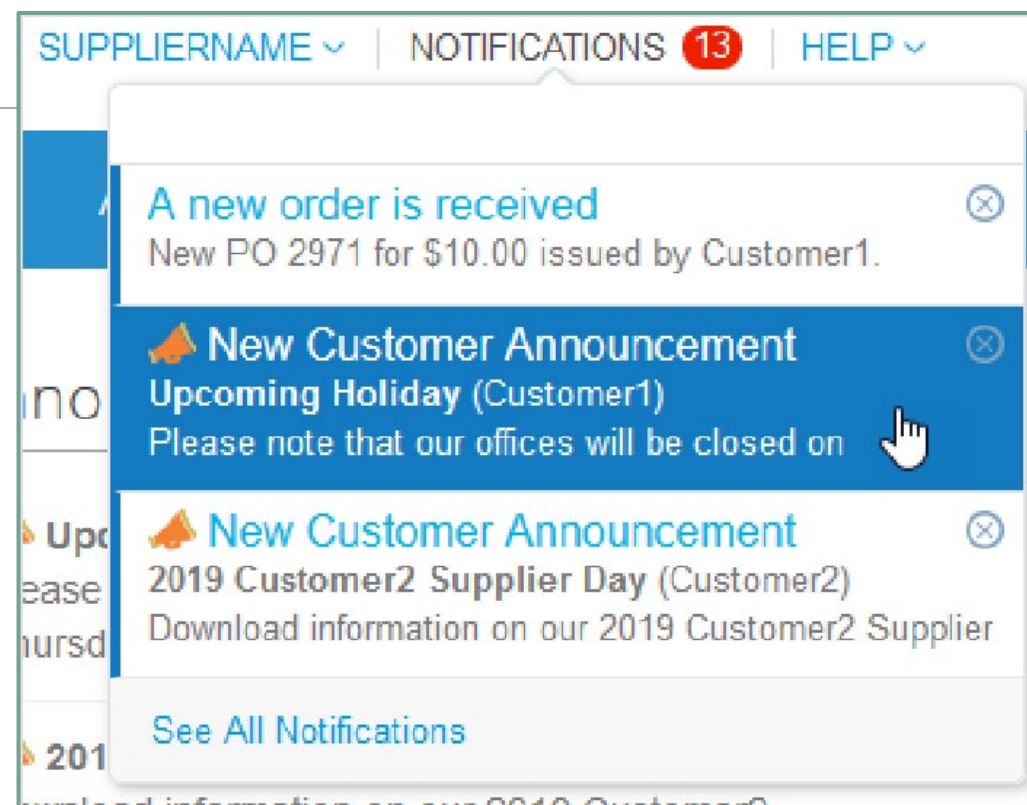 SUPPLIERNAME NOTIFICATIONS 13 HELP
A new order is received
New PO 2971 for $10.00 issued by Customer1.
New Customer Announcement
Upcoming Holiday (Customer1)
Please note that our offices will be closed on
New Customer Announcement
2019 Customer2 Supplier Day (Customer2)
Download information on our 2019 Customer2 Supplier
See All Notifications